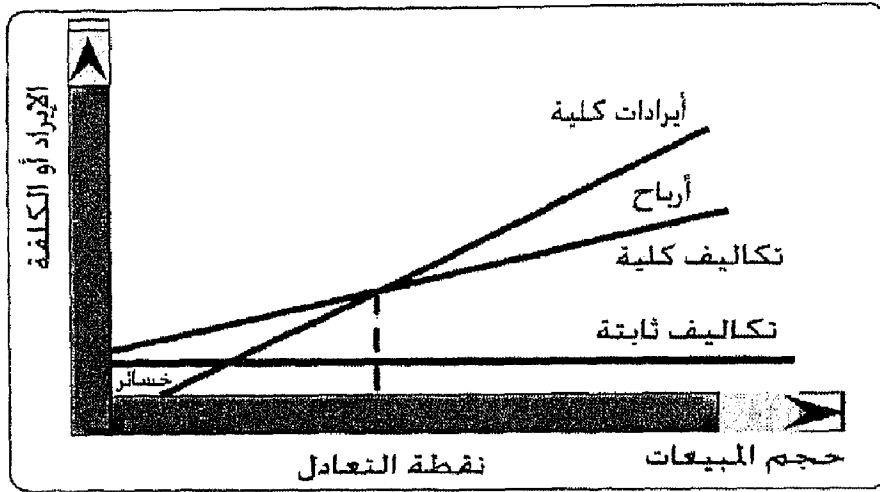 الإيراد أو الكلفة
أيرادات كلية
أرباح
تكاليف كلية
تكاليف ثابتة
خسائر
حجم المبيعات
نقطة التعادل